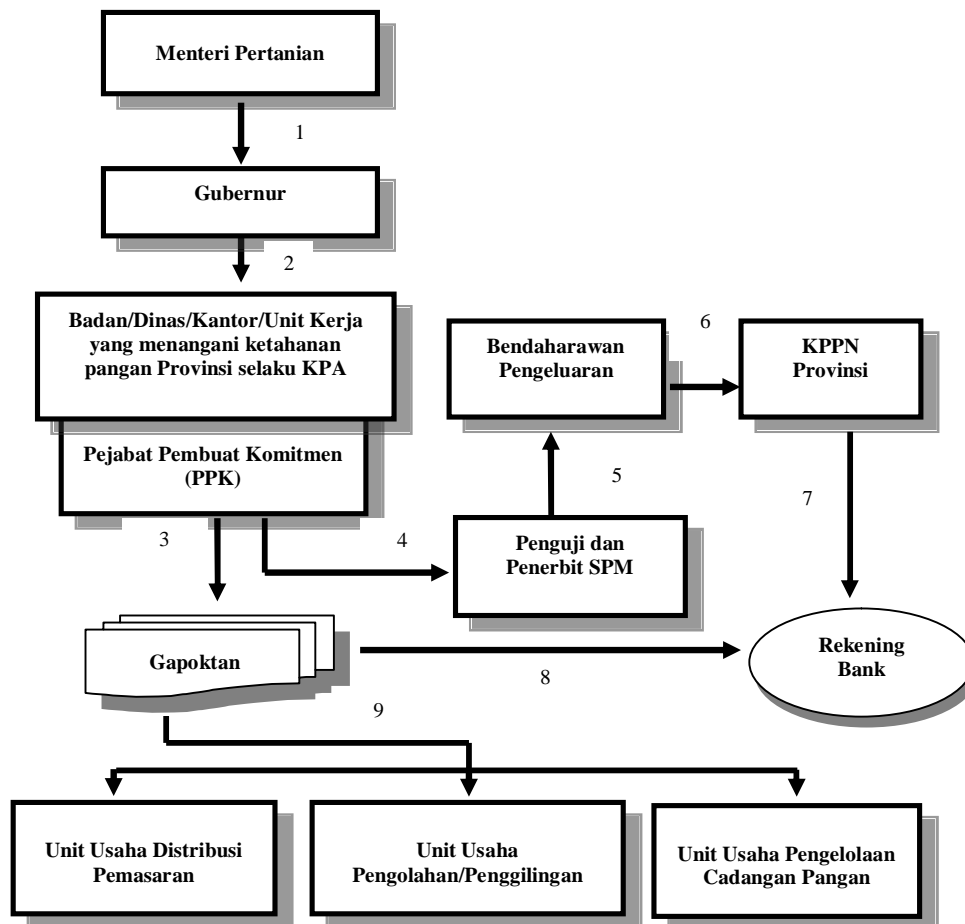 Menteri Pertanian
1
Gubernur
2
Badan/Dinas/Kantor/Unit Kerja
yang menangani ketahanan
pangan Provinsi selaku KPA
Pejabat Pembuat Komitmen
(PPK)
Bendaharawan
Pengeluaran
6
KPPN
Provinsi
5
7
3
4
Penguji dan
Penerbit SPM
Gapoktan
8
Rekening
Bank
9
Unit Usaha Distribusi
Pemasaran
Unit Usaha
Pengolahan/Penggilingan
Unit Usaha Pengelolaan
Cadangan Pangan